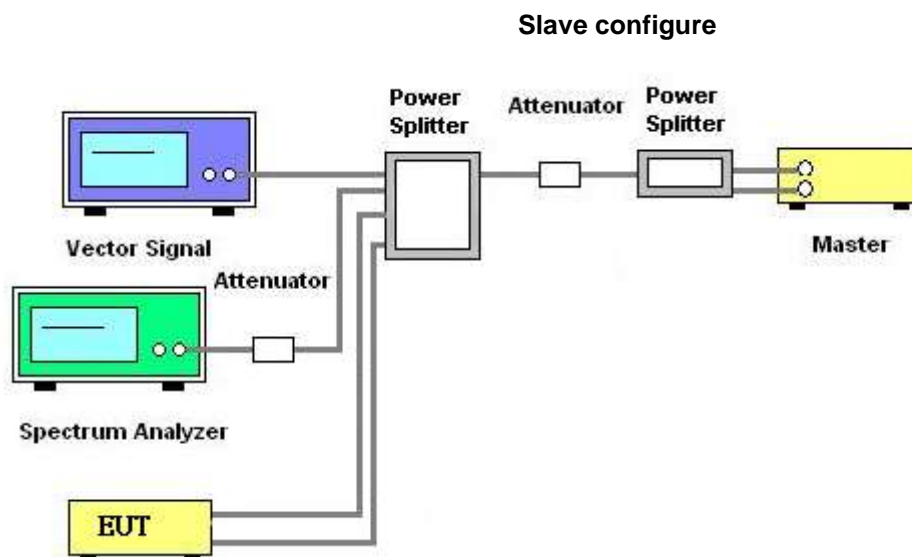 Slave configure
Power
Splitter
Attenuator
Power
Splitter
Vector Signal
Master
Attenuator
Spectrum Analyzer
EUT